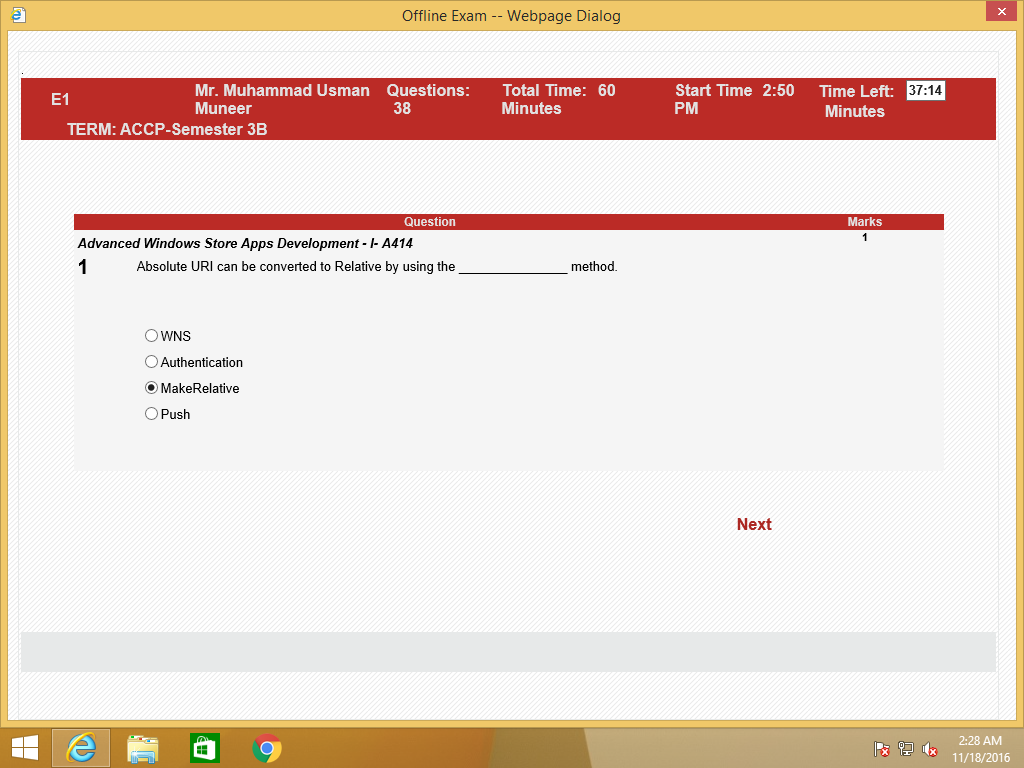 Offline Exam -- Webpage Dialog
.
E1
Mr. Muhammad Usman
Muneer
Questions:
38
Total Time: 60
Minutes
Start Time 2:50
PM
Time Left: 37:14
Minutes
TERM: ACCP-Semester 3B
Question Marks
Advanced Windows Store Apps Development - I- A414 1
1 Absolute URI can be converted to Relative by using the _______________ method.
WNS
Authentication
MakeRelative
Push
Next
2:28 AM
11/18/2016